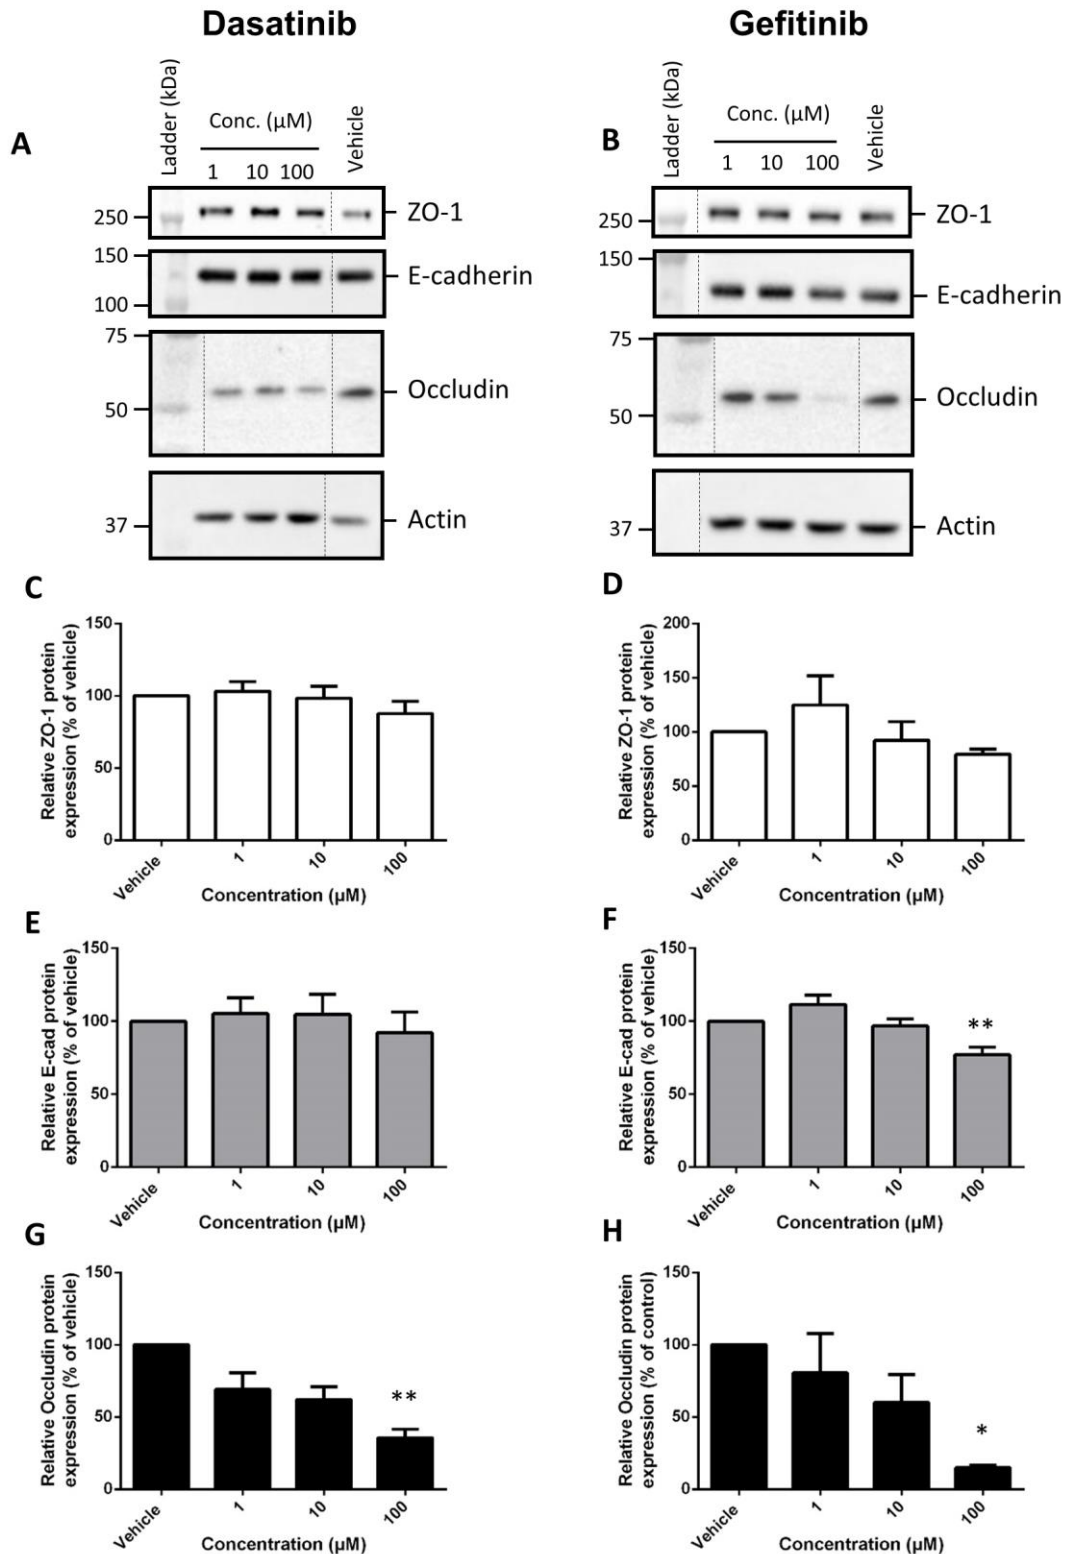 Dasatinib
Gefitinib
A
Ladder (kDa)
Conc. (µM)
Vehicle
1 10 100
250
ZO-1
150
E-cadherin
100
75
Occludin
50
37
Actin
B
Ladder (kDa)
Conc. (µM)
Vehicle
1 10 100
250
ZO-1
150
E-cadherin
75
Occludin
50
37
Actin
C
Relative ZO-1 protein
expression (% of vehicle)
150
100
50
0
Vehicle 1 10 100
Concentration (µM)
D
Relative ZO-1 protein
expression (% of vehicle)
200
150
100
50
0
Vehicle 1 10 100
Concentration (µM)
E
Relative E-cad protein
expression (% of vehicle)
150
100
50
0
Vehicle 1 10 100
Concentration (µM)
F
Relative E-cad protein
expression (% of vehicle)
150
100
50
0
**
Vehicle 1 10 100
Concentration (µM)
G
Relative Occludin protein
expression (% of vehicle)
150
100
50
0
**
Vehicle 1 10 100
Concentration (µM)
H
Relative Occludin protein
expression (% of control)
150
100
50
0
*
Vehicle 1 10 100
Concentration (µM)